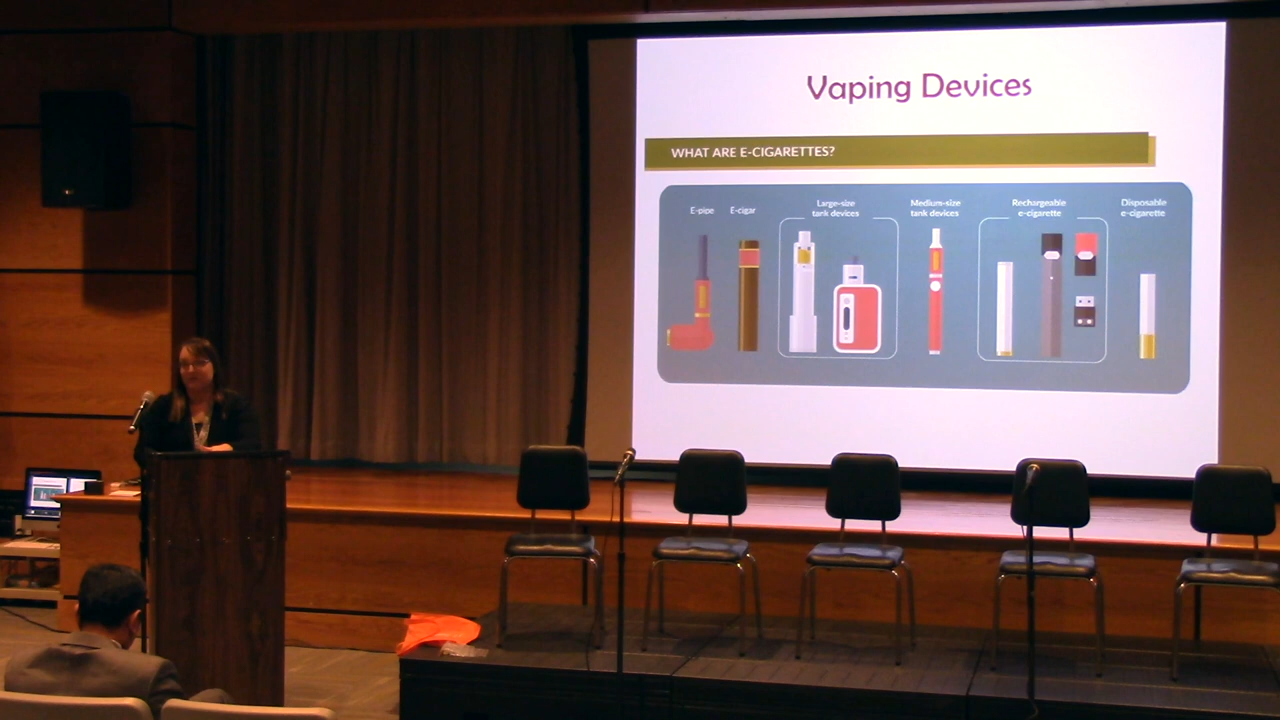 Vaping Devices
WHAT ARE E-CIGARETTES?
E-pipe
E-cigar
Large-size
tank devices
Medium-size
tank devices
Rechargeable
e-cigarette
Disposable
e-cigarette